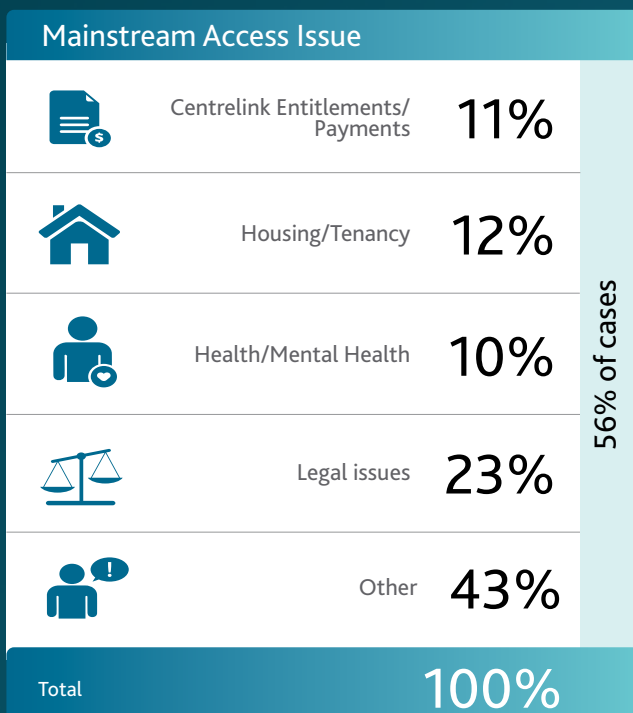 Mainstream Access Issue
Centrelink Entitlements/
Payments
11%
Housing/Tenancy
12%
Health/Mental Health
10%
Legal issues
23%
Other
43%
56% of cases
Total
100%
$
!